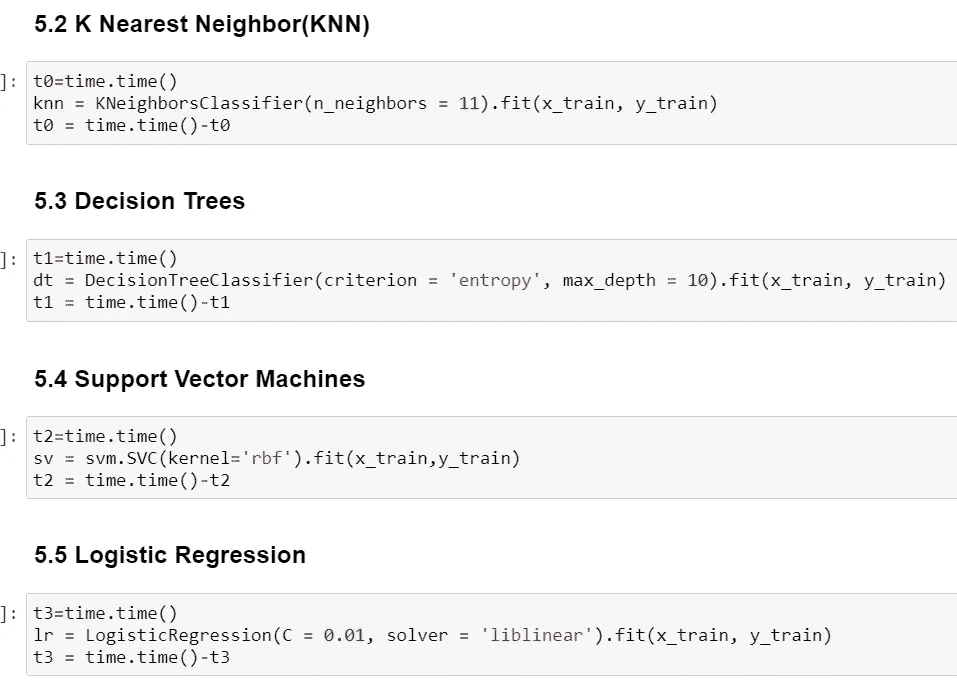 5.2 K Nearest Neighbor(KNN)
]: t0=time.time()
knn = KNeighborsClassifier(n_neighbors = 11).fit(x_train, y_train)
t0 = time.time()-t0
5.3 Decision Trees
]: t1=time.time()
dt = DecisionTreeClassifier(criterion = 'entropy', max_depth = 10).fit(x_train, y_train)
t1 = time.time()-t1
5.4 Support Vector Machines
]: t2=time.time()
sv = svm.SVC(kernel='rbf').fit(x_train,y_train)
t2 = time.time()-t2
5.5 Logistic Regression
]: t3=time.time()
lr = LogisticRegression(C = 0.01, solver = 'liblinear').fit(x_train, y_train)
t3 = time.time()-t3